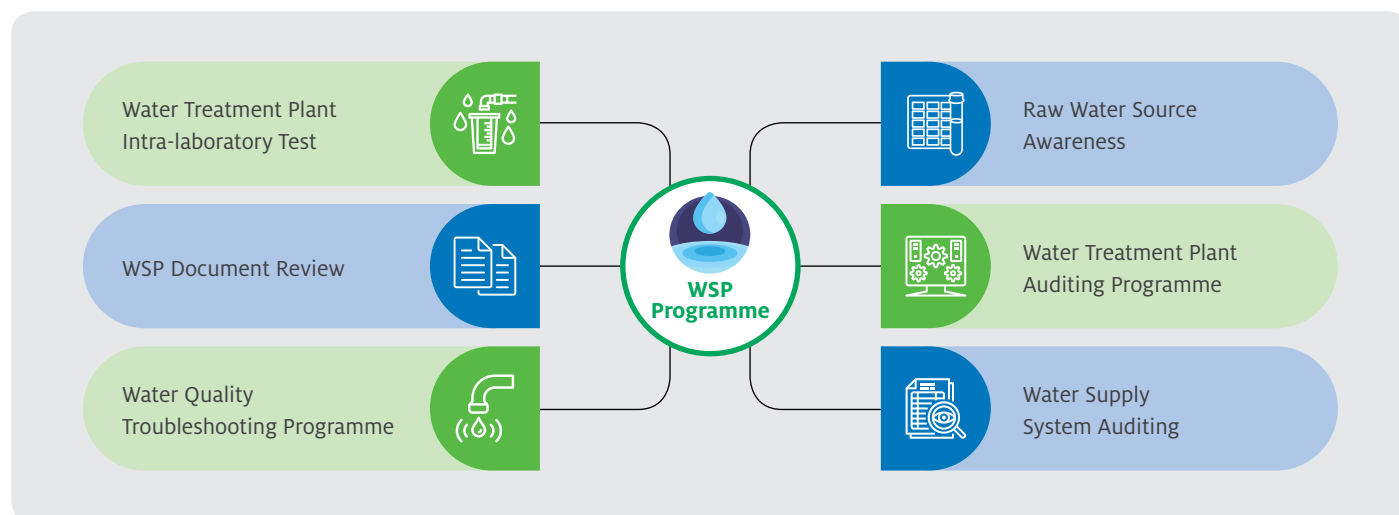 Water Treatment Plant
Intra-laboratory Test
WSP Document Review
Water Quality
Troubleshooting Programme
WSP
Programme
Raw Water Source
Awareness
Water Treatment Plant
Auditing Programme
Water Supply
System Auditing